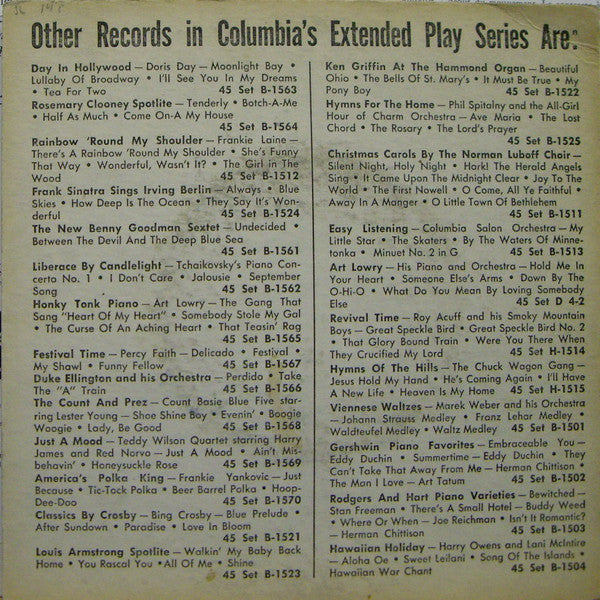 Other Records in Columbia's Extended Play Series Are:
Day In Hollywood — Doris Day — Moonlight Bay •
Lullaby Of Broadway • I'll See You In My Dreams
• Tea For Two 45 Set B-1563
Rosemary Clooney Spotlite — Tenderly • Botch-A-Me
• Half As Much • Come On-A My House
45 Set B-1564
Rainbow 'Round My Shoulder — Frankie Laine —
There's A Rainbow 'Round My Shoulder • She's Funny
That Way • Wonderful, Wasn't It? • The Girl in The
Wood 45 Set B-1512
Frank Sinatra Sings Irving Berlin — Always • Blue
Skies • How Deep Is the Ocean • They Say It's Won-
derful 45 Set B-1524
The New Benny Goodman Sextet — Undecided •
Between The Devil And The Deep Blue Sea
45 Set B-1561
Liberace By Candlelight — Tchaikovsky's Piano Con-
certo No. 1 • I Don't Care • Jalousie • September
Song 45 Set B-1562
Honky Tonk Piano — Art Lowry — The Gang That
Sang "Heart Of My Heart" • Somebody Stole My Gal
• The Curse Of An Aching Heart • That Teasin' Rag
45 Set B-1565
Festival Time — Percy Faith — Delicado • Festival •
My Shawl • Funny Fellow 45 Set B-1567
Duke Ellington and his Orchestra — Perdido • Take
The "A" Train 45 Set B-1566
The Count And Prez — Count Basie Blue Five star-
ring Lester Young — Shoe Shine Boy • Evenin' • Boogie
Woogie • Lady, Be Good 45 Set B-1568
Just A Mood — Teddy Wilson Quartet starring Harry
James and Red Norvo — Just A Mood • Ain't Mis-
behavin' • Honeysuckle Rose 45 Set B-1569
America's Polka King — Frankie Yankovic — Just
Because • Tic-Tock Polka • Beer Barrel Polka • Hoop-
Dee-Doo 45 Set B-1570
Classics By Crosby — Bing Crosby — Blue Prelude •
After Sundown • Paradise • Love In Bloom
45 Set B-1521
Louis Armstrong Spotlite — Walkin' My Baby Back
Home • You Rascal You • All Of Me • Shine
45 Set B-1523
Ken Griffin At The Hammond Organ — Beautiful
Ohio • The Bells Of St. Mary's • It Must Be True • My
Pony Boy 45 Set B-1522
Hymns For The Home — Phil Spitalny and the All-Girl
Hour of Charm Orchestra — Ave Maria • The Lost
Chord • The Rosary • The Lord's Prayer
45 Set B-1525
Christmas Carols By The Norman Luboff Choir —
Silent Night, Holy Night • Hark! The Herold Angels
Sing • It Came Upon The Midnight Clear • Joy To The
World • The First Nowell • O Come, All Ye Faithful •
Away In A Manger • O Little Town Of Bethlehem
45 Set B-1511
Easy Listening — Columbia Salon Orchestra — My
Little Star • The Skaters • By The Waters Of Minne-
tonka • Minuet No. 2 in G 45 Set B-1513
Art Lowry — His Piano and Orchestra — Hold Me In
Your Heart • Someone Else's Arms • Down By The
O-Hi-O • What Do You Mean By Loving Somebody
Else 45 Set D 4-2
Revival Time — Roy Acuff and his Smoky Mountain
Boys — Great Speckle Bird • Great Speckle Bird No. 2
• That Glory Bound Train • Were You There When
They Crucified My Lord 45 Set H-1514
Hymns Of The Hills — The Chuck Wagon Gang —
Jesus Hold My Hand • He's Coming Again • I'll Have
A New Life • Heaven Is My Home 45 Set H-1515
Viennese Waltzes — Marek Weber and his Orchestra
— Johann Strauss Medley • Franz Lehar Medley •
Waldteufel Medley • Waltz Medley 45 Set B-1501
Gershwin Piano Favorites — Embraceable You —
Eddy Duchin • Summertime — Eddy Duchin • They
Can't Take That Away From Me — Herman Chittison •
The Man I Love — Art Tatum 45 Set B-1502
Rodgers And Hart Piano Varieties — Bewitched —
Stan Freeman • There's A Small Hotel — Buddy Weed
• Where Or When — Joe Reichman • Isn't It Romantic?
— Herman Chittison 45 Set B-1503
Hawaiian Holiday — Harry Owens and Lani McIntire
— Aloha Oe • Sweet Leilani • Song Of The Islands •
Hawaiian War Chant 45 Set B-1504